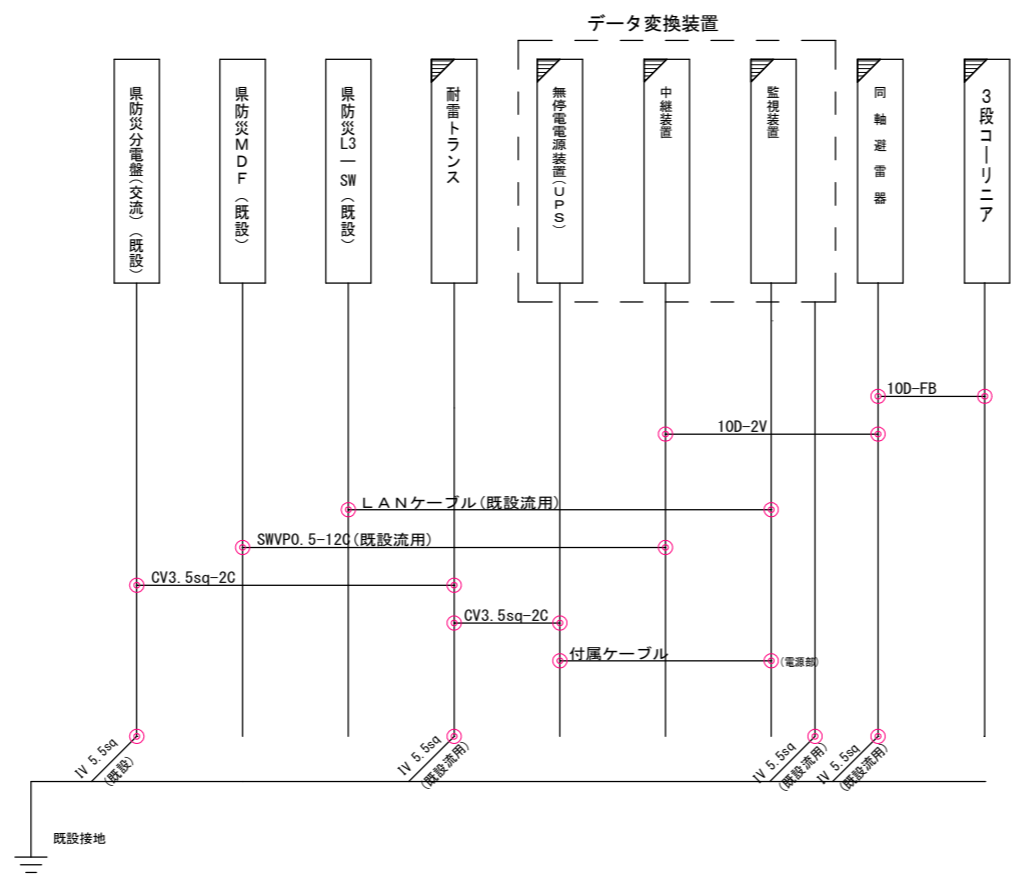 データ変換装置
県防災分電盤(交流)(既設)
県防災MDF(既設)
県防災L3-SW(既設)
耐雷トランス
無停電電源装置(UPS)
中継装置
監視装置
同軸避雷器
3段コーリニア
10D-FB
10D-2V
LANケーブル(既設流用)
SWVP0.5-12C(既設流用)
CV3.5sq-2C
CV3.5sq-2C
付属ケーブル
(電源部)
IV 5.5sq
(既設)
IV 5.5sq
(既設流用)
IV 5.5sq
(既設流用)
IV 5.5sq
(既設流用)
既設接地